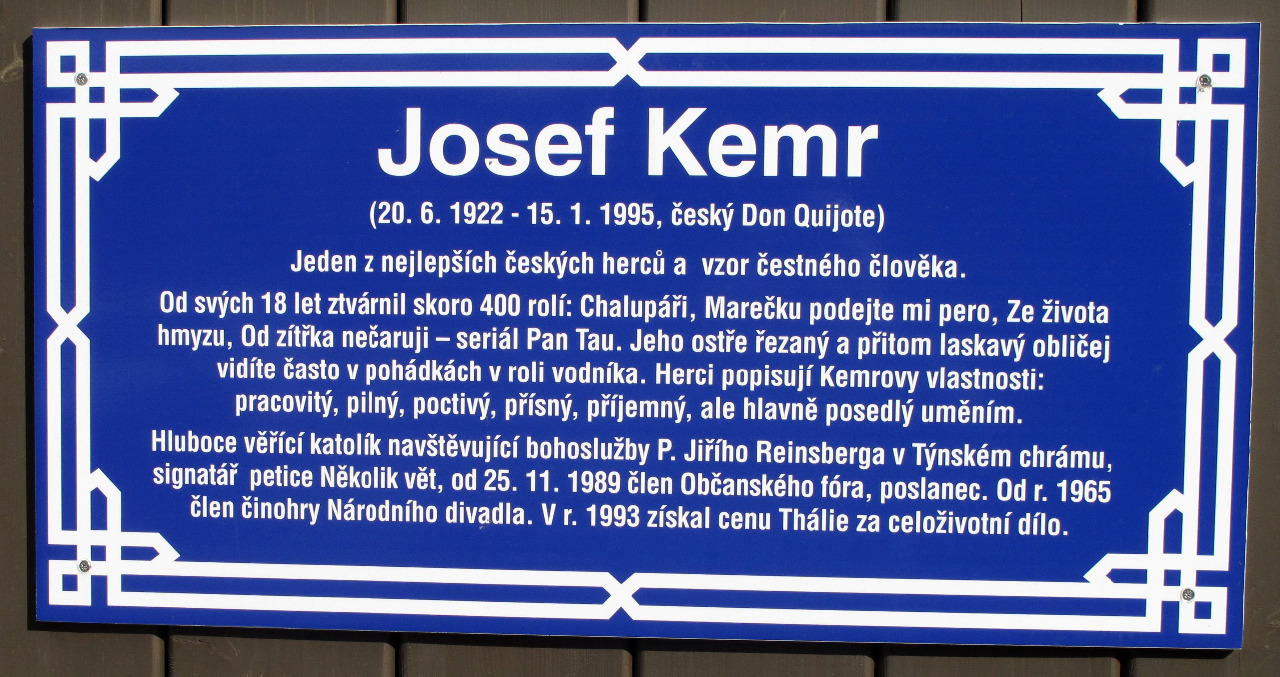 Josef Kemr
(20. 6. 1922 - 15. 1. 1995, český Don Quijote)
Jeden z nejlepších českých herců a  vzor čestného člověka.
Od svých 18 let ztvárnil skoro 400 rolí: Chalupáři, Marečku podejte mi pero, Ze života
hmyzu, Od zítřka nečaruji – seriál Pan Tau. Jeho ostře řezaný a přitom laskavý obličej
vidíte často v pohádkách v roli vodníka. Herci popisují Kemrovy vlastnosti:
pracovitý, pilný, poctivý, přísný, příjemný, ale hlavně posedlý uměním.
Hluboce věřící katolík navštěvující bohoslužby P. Jiřího Reinsberga v Týnském chrámu,
signatář  petice Několik vět, od 25. 11. 1989 člen Občanského fóra, poslanec. Od r. 1965
člen činohry Národního divadla. V r. 1993 získal cenu Thálie za celoživotní dílo.